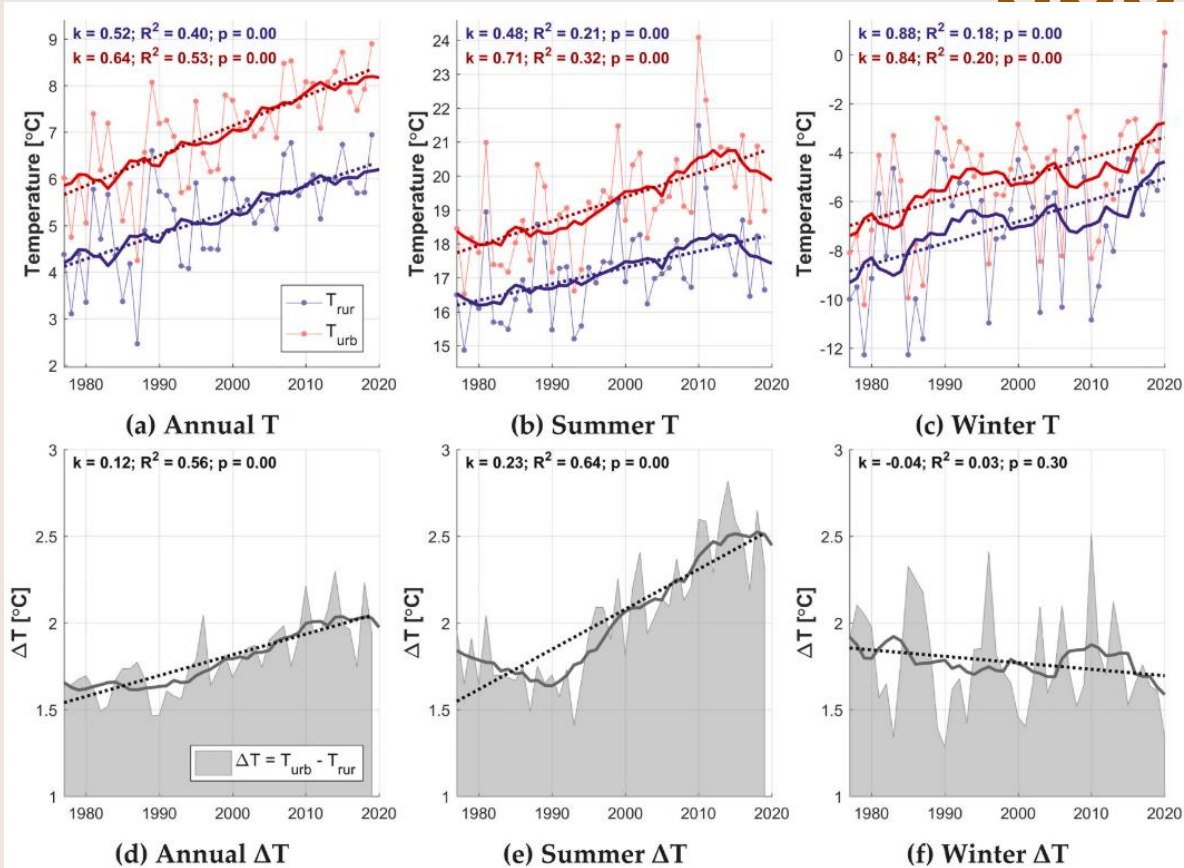 k = 0.52; R² = 0.40; p = 0.00
k = 0.64; R² = 0.53; p = 0.00
Temperature [°C]
9
8
7
6
5
4
3
2
T_rur
T_urb
1980 1990 2000 2010 2020
(a) Annual T
k = 0.48; R² = 0.21; p = 0.00
k = 0.71; R² = 0.32; p = 0.00
Temperature [°C]
24
23
22
21
20
19
18
17
16
15
1980 1990 2000 2010 2020
(b) Summer T
k = 0.88; R² = 0.18; p = 0.00
k = 0.84; R² = 0.20; p = 0.00
Temperature [°C]
0
-2
-4
-6
-8
-10
-12
1980 1990 2000 2010 2020
(c) Winter T
k = 0.12; R² = 0.56; p = 0.00
ΔT [°C]
3
2.5
2
1.5
1
ΔT = T_urb - T_rur
1980 1990 2000 2010 2020
(d) Annual ΔT
k = 0.23; R² = 0.64; p = 0.00
ΔT [°C]
3
2.5
2
1.5
1
1980 1990 2000 2010 2020
(e) Summer ΔT
k = -0.04; R² = 0.03; p = 0.30
ΔT [°C]
3
2.5
2
1.5
1
1980 1990 2000 2010 2020
(f) Winter ΔT